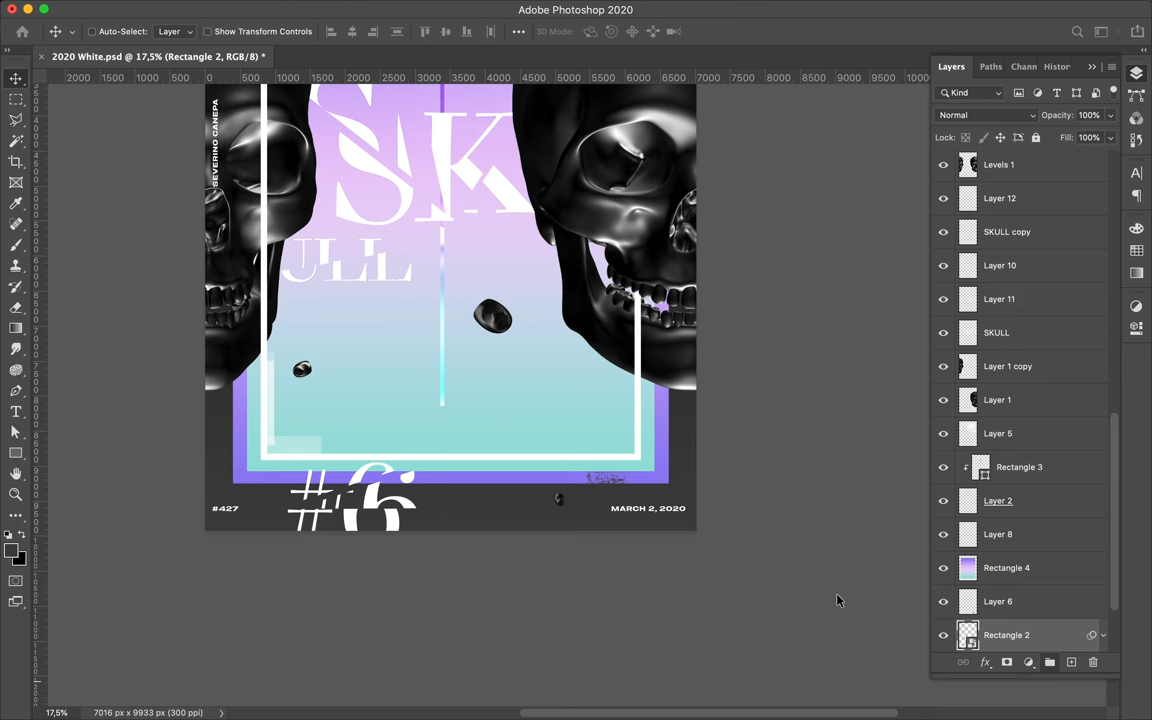 Adobe Photoshop 2020
Auto-Select: Layer Show Transform Controls 3D Mode:
2020 White.psd @ 17,5% (Rectangle 2, RGB/8) *
2000 1500 1000 500 0 500 1000 1500 2000 2500 3000 3500 4000 4500 5000 5500 6000 6500 7000 7500 8000 8500 9000 9500 10000
Layers Paths Chann Histor
Kind
Normal Opacity: 100%
Lock: Fill: 100%
Levels 1
Layer 12
SKULL copy
Layer 10
Layer 11
SKULL
Layer 1 copy
Layer 1
Layer 5
Rectangle 3
Layer 2
Layer 8
Rectangle 4
Layer 6
Rectangle 2
SEVERINO CANEPA
SK
ULL
#6
#427
MARCH 2, 2020
17,5% 7016 px x 9933 px (300 ppi)